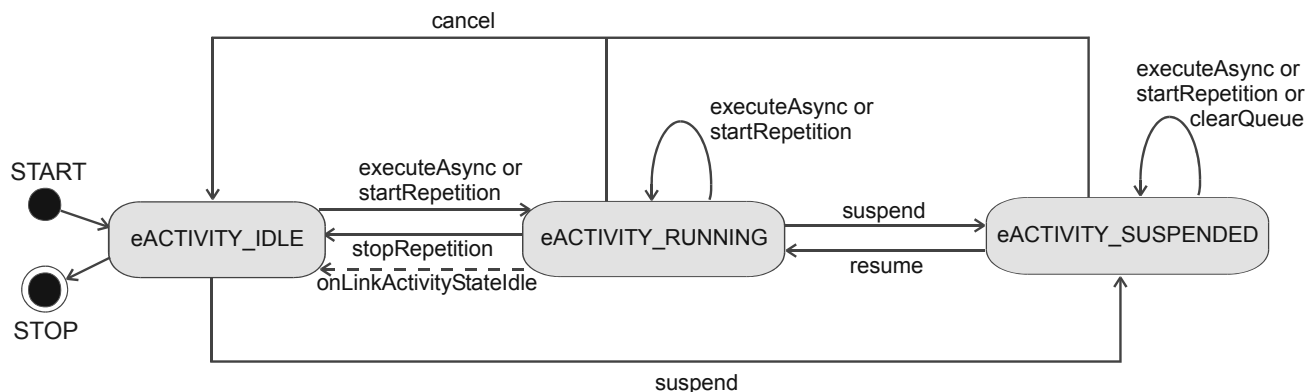 cancel
executeAsync or
startRepetition or
clearQueue
executeAsync or
startRepetition
START
executeAsync or
startRepetition
suspend
eACTIVITY_IDLE
eACTIVITY_RUNNING
eACTIVITY_SUSPENDED
stopRepetition
resume
onLinkActivityStateIdle
STOP
suspend